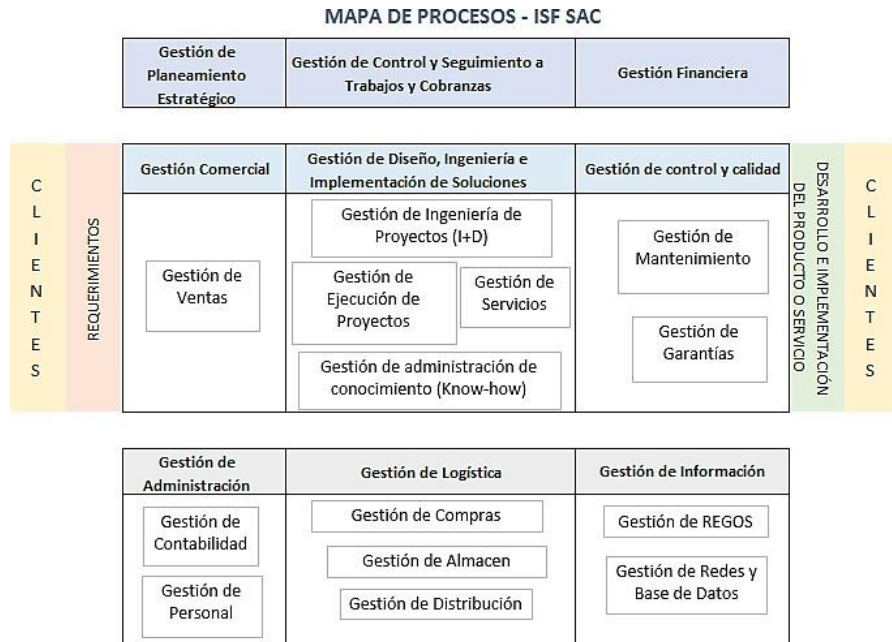 MAPA DE PROCESOS - ISF SAC
Gestión de
Planeamiento
Estratégico
Gestión de Control y Seguimiento a
Trabajos y Cobranzas
Gestión Financiera
CLIENTES
REQUERIMIENTOS
Gestión Comercial
Gestión de
Ventas
Gestión de Diseño, Ingeniería e
Implementación de Soluciones
Gestión de Ingeniería de
Proyectos (I+D)
Gestión de
Ejecución de
Proyectos
Gestión de
Servicios
Gestión de administración de
conocimiento (Know-how)
Gestión de control y calidad
Gestión de
Mantenimiento
Gestión de
Garantías
DESARROLLO E IMPLEMENTACIÓN
DEL PRODUCTO O SERVICIO
CLIENTES
Gestión de
Administración
Gestión de
Contabilidad
Gestión de
Personal
Gestión de Logística
Gestión de Compras
Gestión de Almacen
Gestión de Distribución
Gestión de Información
Gestión de REGOS
Gestión de Redes y
Base de Datos